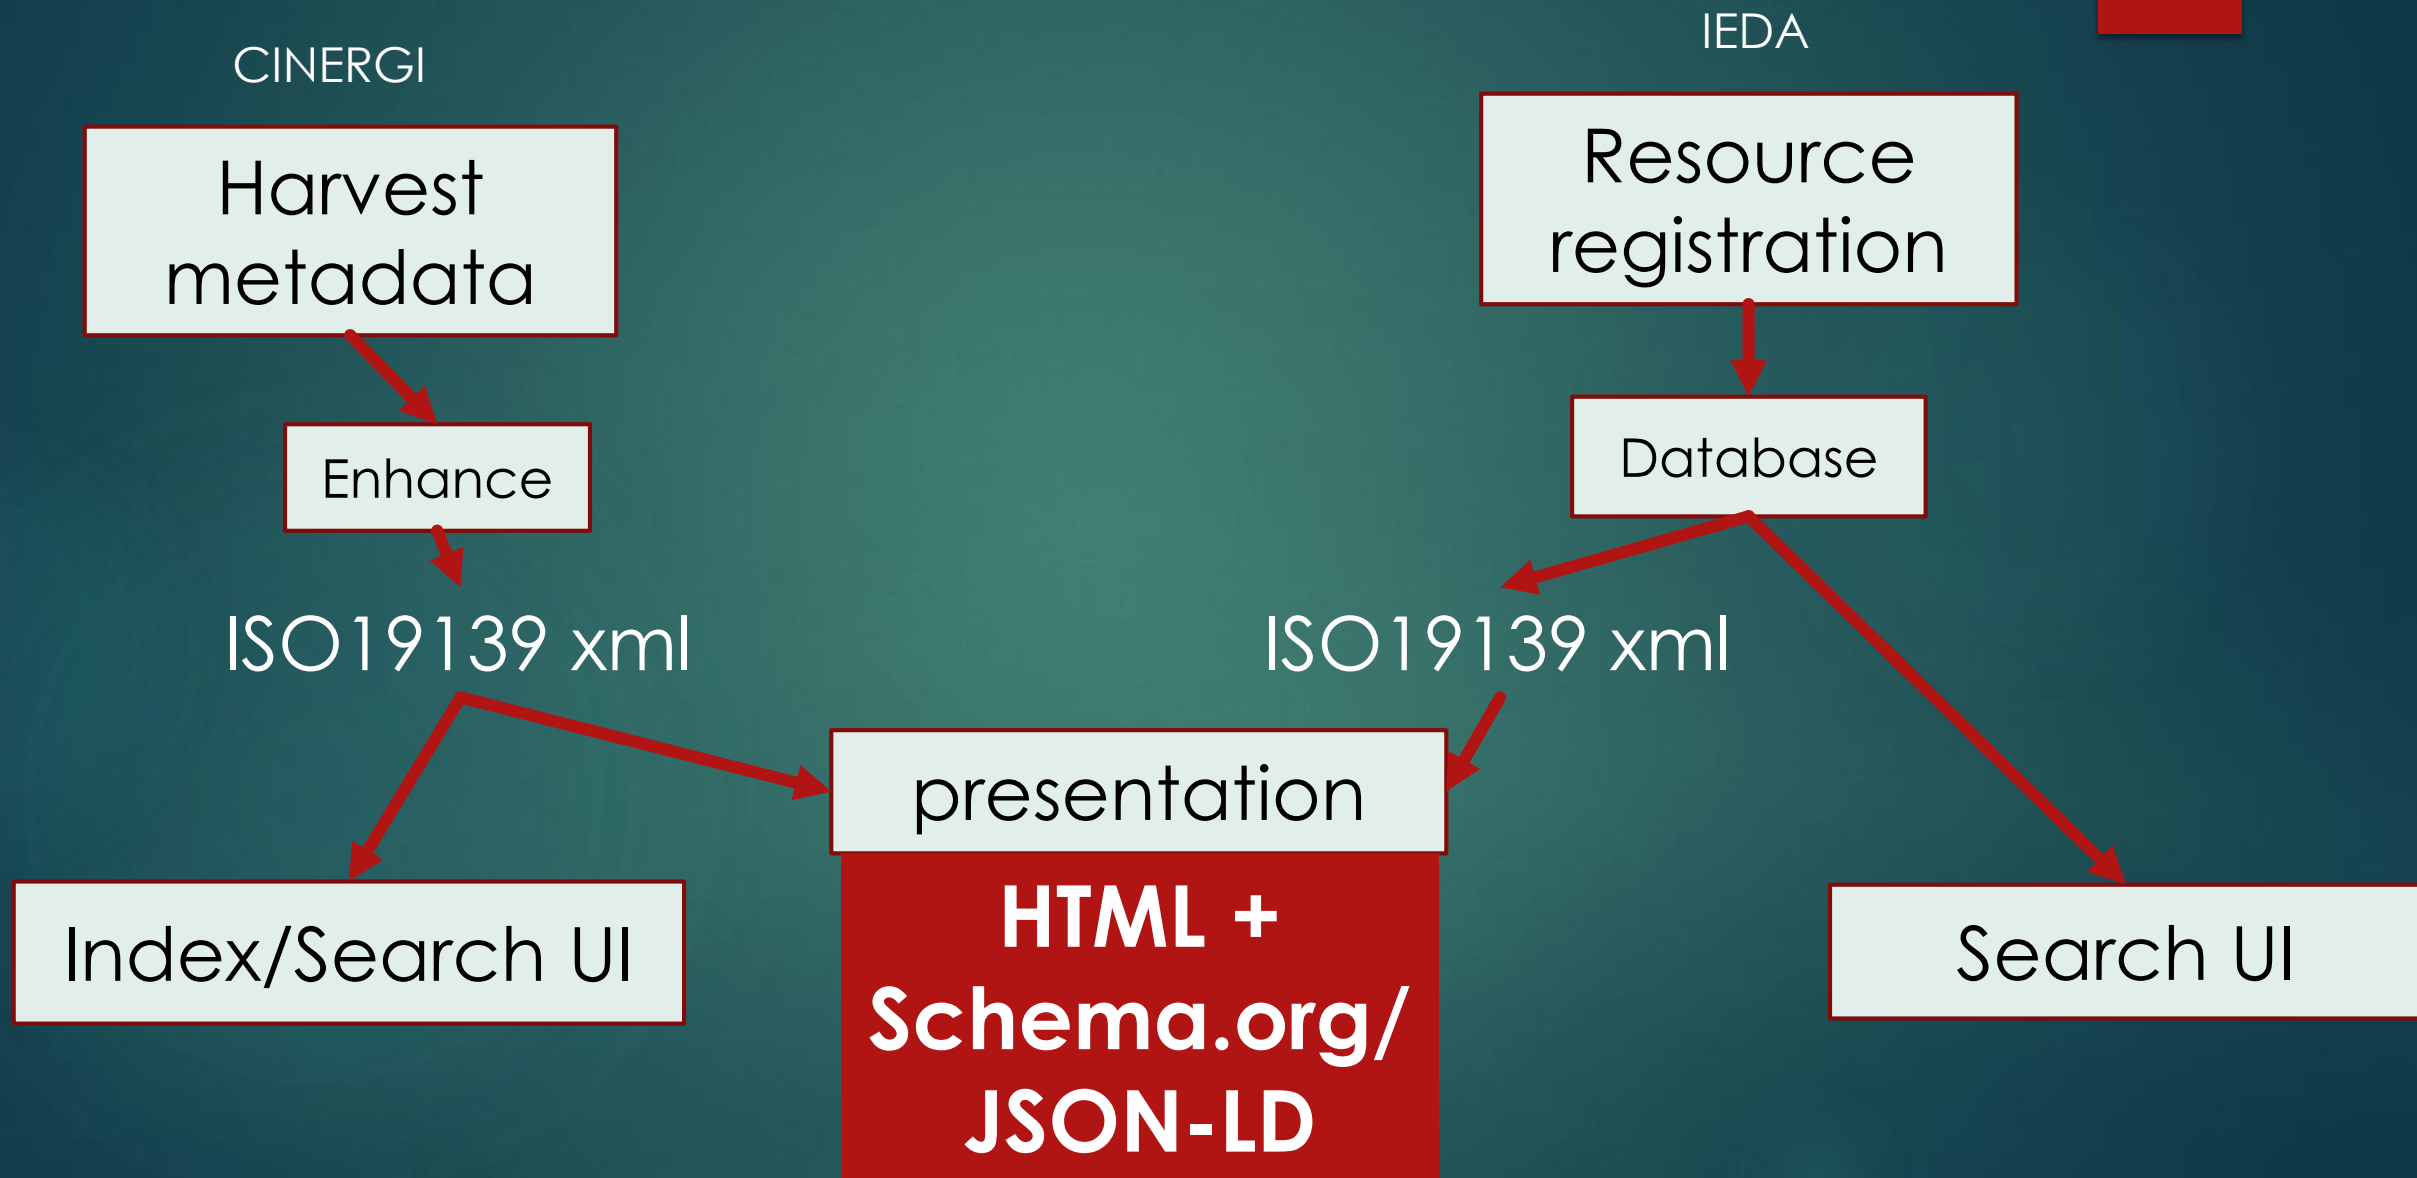 CINERGI
Harvest
metadata
Enhance
ISO19139 xml
Index/Search UI
IEDA
Resource
registration
Database
ISO19139 xml
Search UI
presentation
HTML +
Schema.org/
JSON-LD